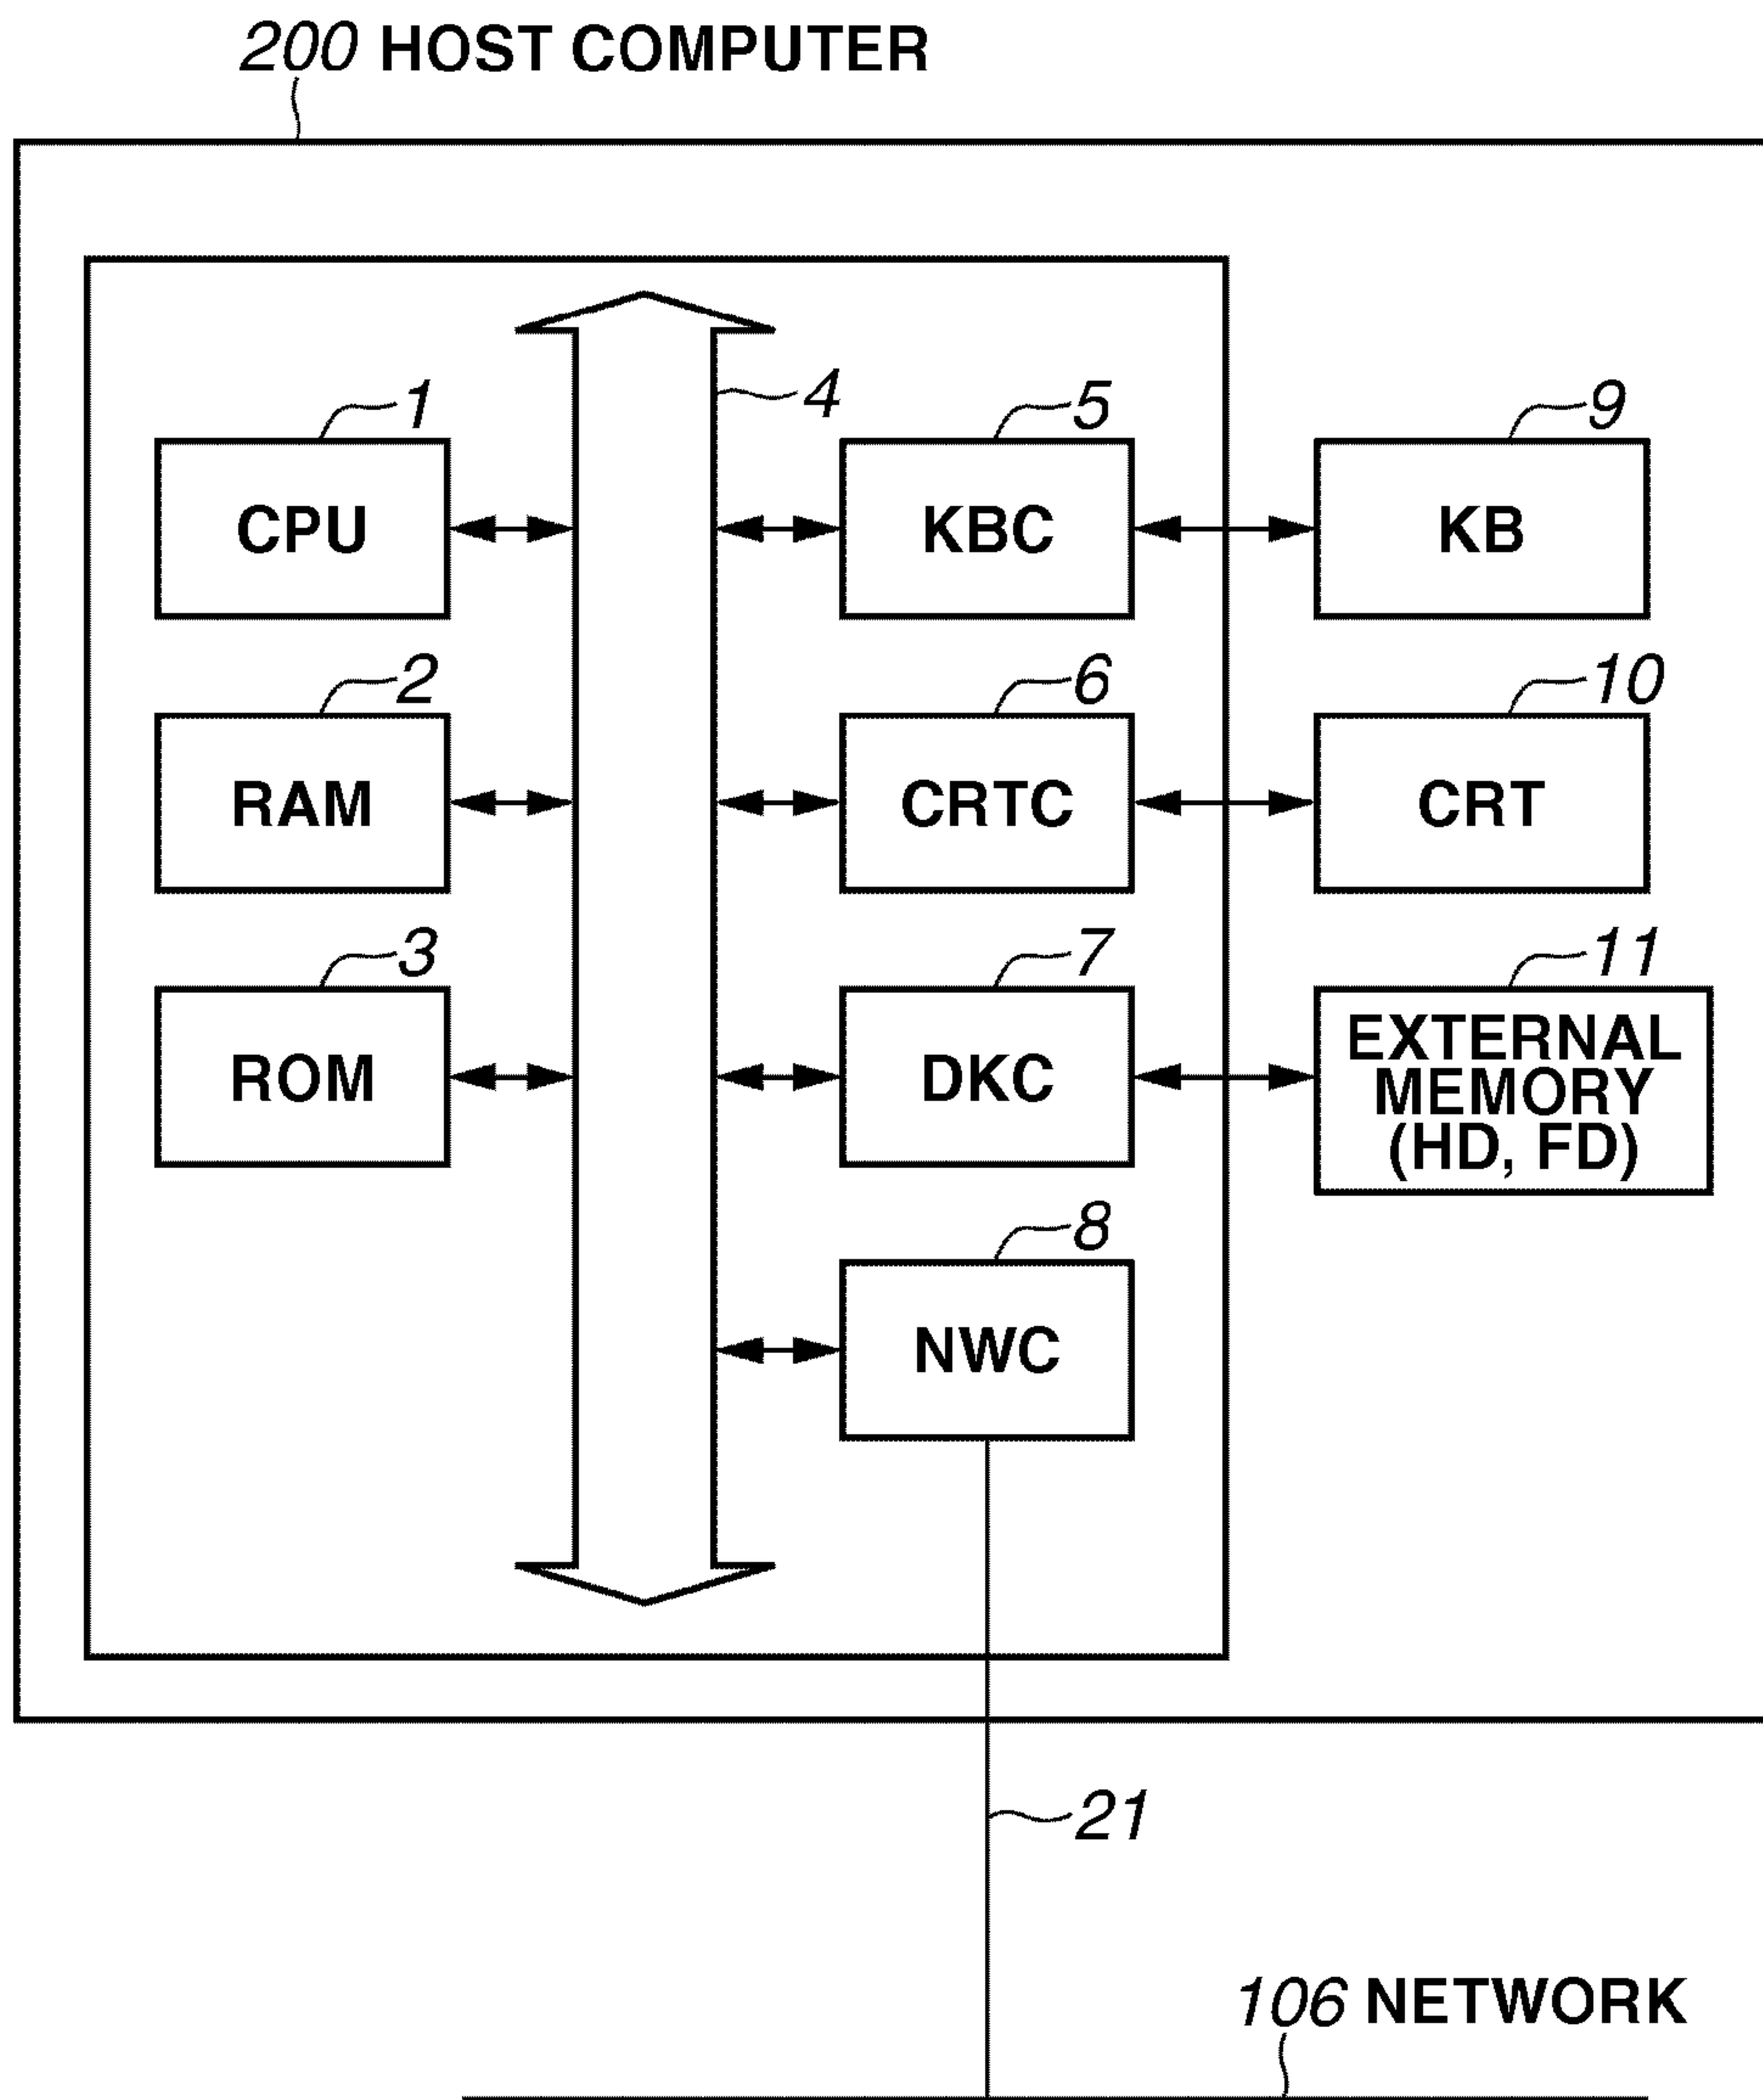 200 HOST COMPUTER
1
4
5
9
CPU
KBC
KB
2
6
10
RAM
CRTC
CRT
3
7
11
ROM
DKC
EXTERNAL
MEMORY
(HD, FD)
8
NWC
21
106 NETWORK